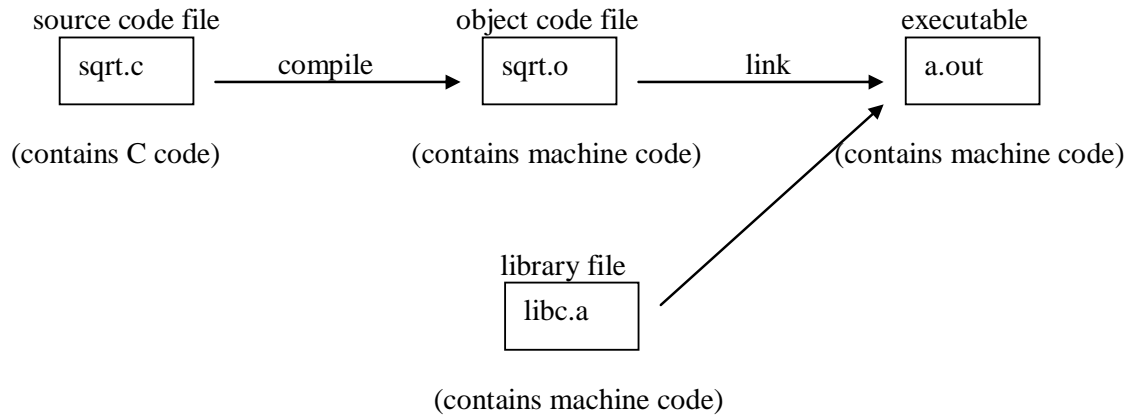 source code file
object code file
executable
sqrt.c
compile
sqrt.o
link
a.out
(contains C code)
(contains machine code)
(contains machine code)
library file
libc.a
(contains machine code)